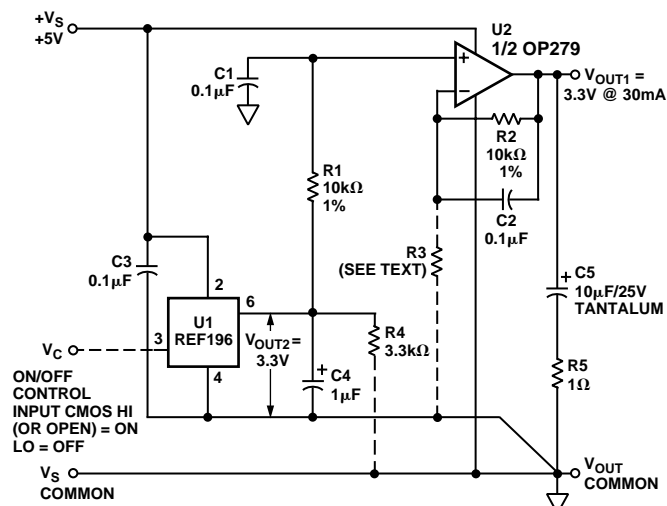 +VS
+5V
C1
0.1µF
U2
1/2 OP279
+
−
VOUT1 =
3.3V @ 30mA
R2
10kΩ
1%
C2
0.1µF
R1
10kΩ
1%
R3
(SEE TEXT)
C3
0.1µF
2
U1
REF196
3
6
4
VC
ON/OFF
CONTROL
INPUT CMOS HI
(OR OPEN) = ON
LO = OFF
VOUT2 =
3.3V
R4
3.3kΩ
+
C4
1µF
+
C5
10µF/25V
TANTALUM
R5
1Ω
VS
COMMON
VOUT
COMMON